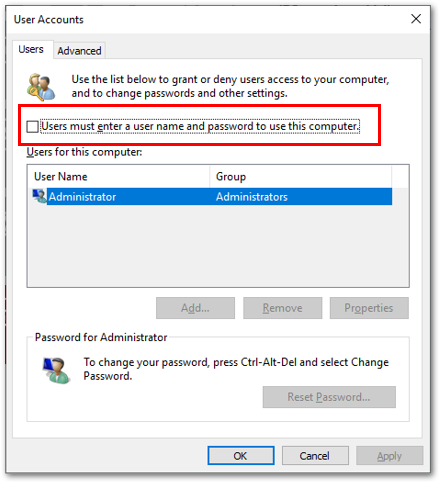 User Accounts
Users
Advanced
Use the list below to grant or deny users access to your computer,
and to change passwords and other settings.
Users must enter a user name and password to use this computer.
Users for this computer:
User Name
Group
Administrator
Administrators
Add...
Remove
Properties
Password for Administrator
To change your password, press Ctrl-Alt-Del and select Change
Password.
Reset Password...
OK
Cancel
Apply